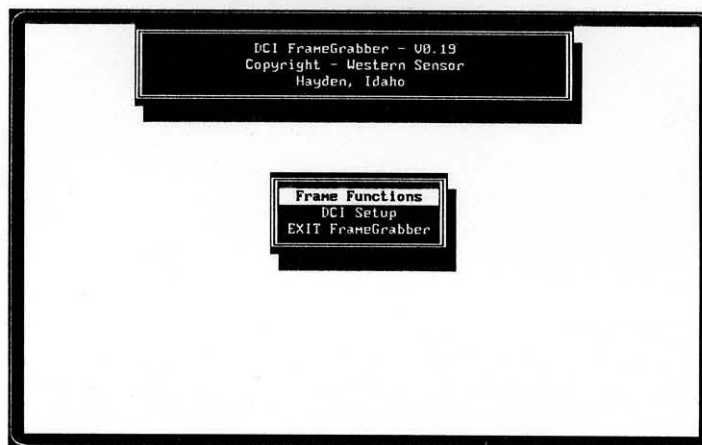 DCI FrameGrabber - V0.19
Copyright - Western Sensor
Hayden, Idaho
Frame Functions
DCI Setup
EXIT FrameGrabber